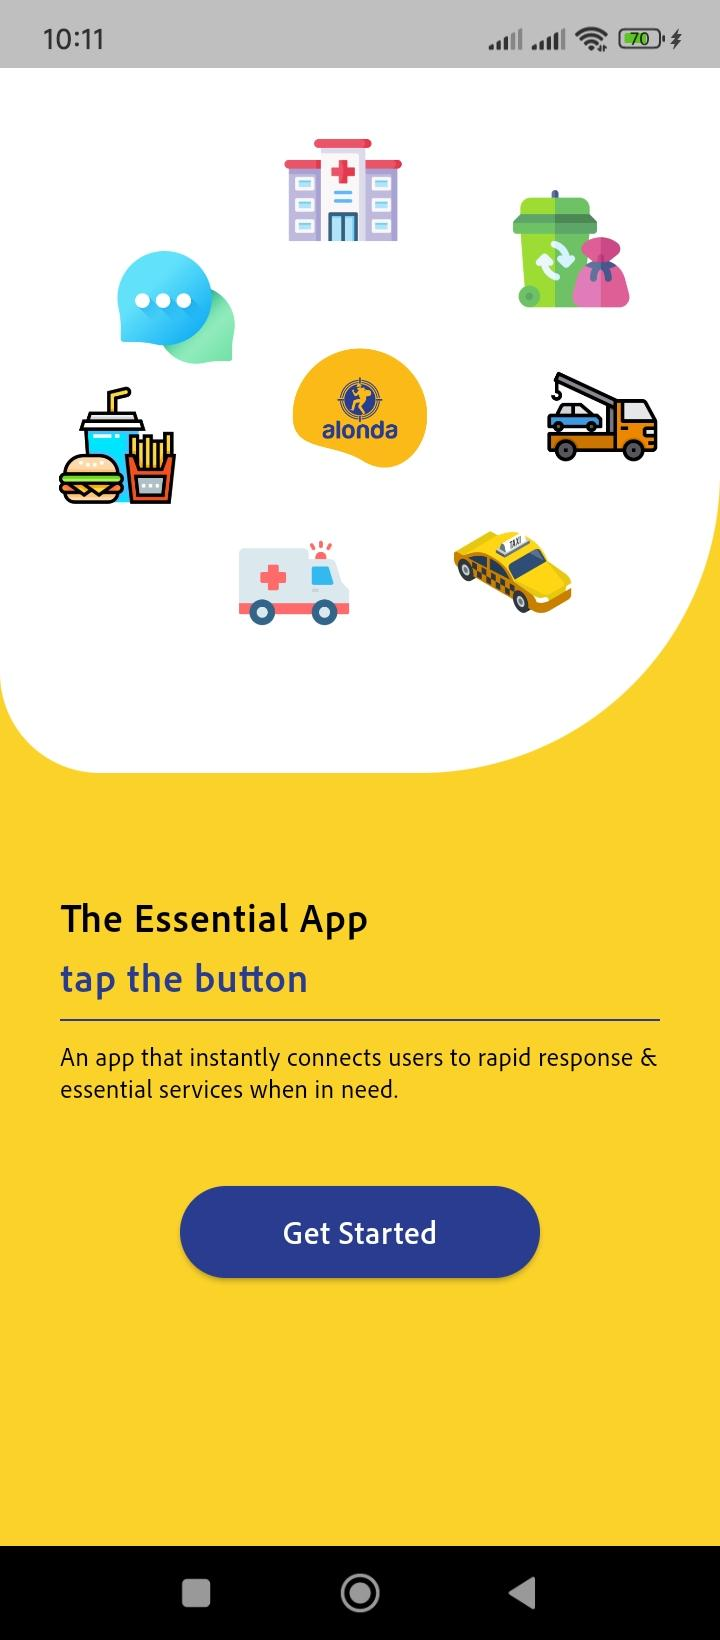 10:11
70
alonda
TAXI
The Essential App
tap the button
An app that instantly connects users to rapid response &
essential services when in need.
Get Started